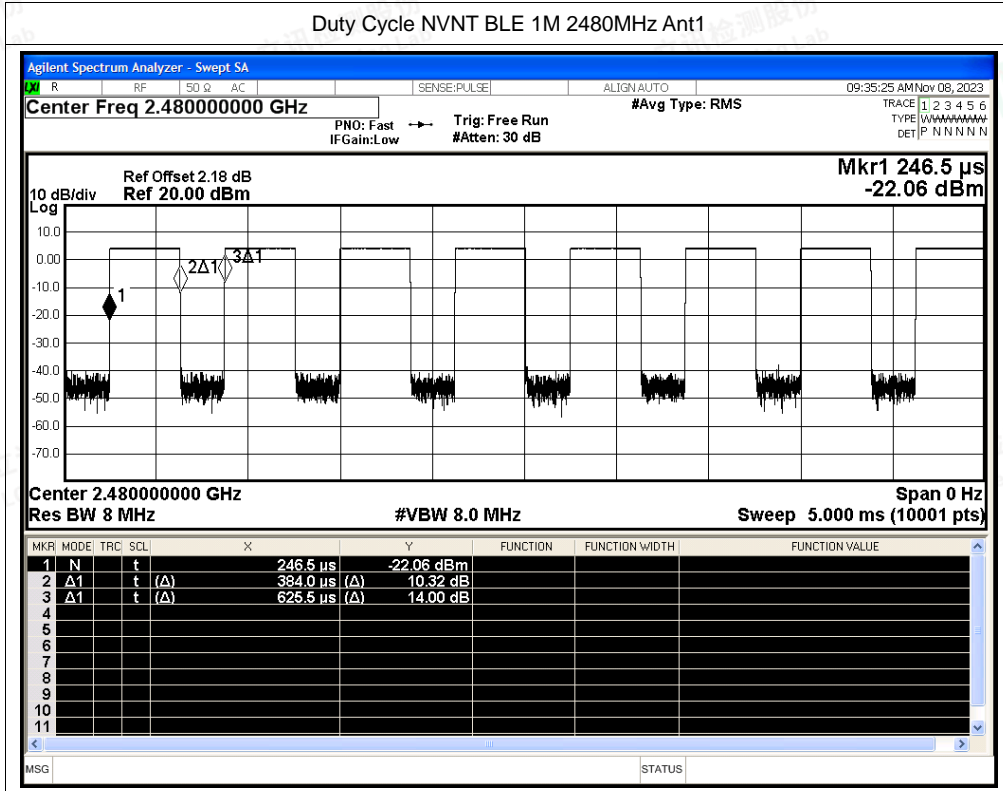 Duty Cycle NVNT BLE 1M 2480MHz Ant1
Agilent Spectrum Analyzer - Swept SA
LXI R RF 50 Ω AC SENSE:PULSE ALIGN AUTO 09:35:25 AM Nov 08, 2023
Center Freq 2.480000000 GHz #Avg Type: RMS TRACE 1 2 3 4 5 6
PNO: Fast Trig: Free Run TYPE WWWWWW
IFGain:Low #Atten: 30 dB DET P N N N N N
Ref Offset 2.18 dB Mkr1 246.5 µs
10 dB/div Ref 20.00 dBm -22.06 dBm
Log
10.0
0.00
-10.0
-20.0
-30.0
-40.0
-50.0
-60.0
-70.0
1
2Δ1
3Δ1
Center 2.480000000 GHz Span 0 Hz
Res BW 8 MHz #VBW 8.0 MHz Sweep 5.000 ms (10001 pts)
MKR MODE TRC SCL X Y FUNCTION FUNCTION WIDTH FUNCTION VALUE
1 N t 246.5 µs -22.06 dBm
2 Δ1 t (Δ) 384.0 µs (Δ) 10.32 dB
3 Δ1 t (Δ) 625.5 µs (Δ) 14.00 dB
4
5
6
7
8
9
10
11
MSG STATUS